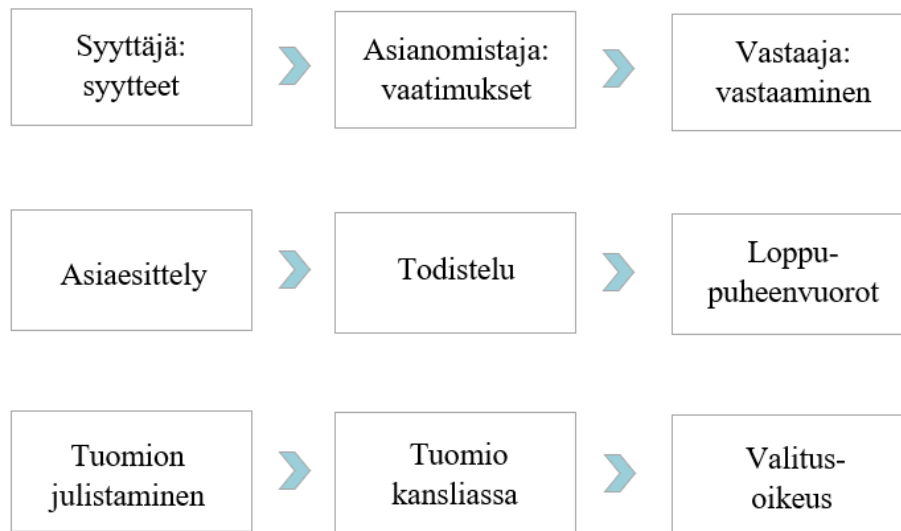 Syyttäjä:
syytteet
Asianomistaja:
vaatimukset
Vastaaja:
vastaaminen
Asiaesittely
Todistelu
Loppu-
puheenvuorot
Tuomion
julistaminen
Tuomio
kansliassa
Valitus-
oikeus